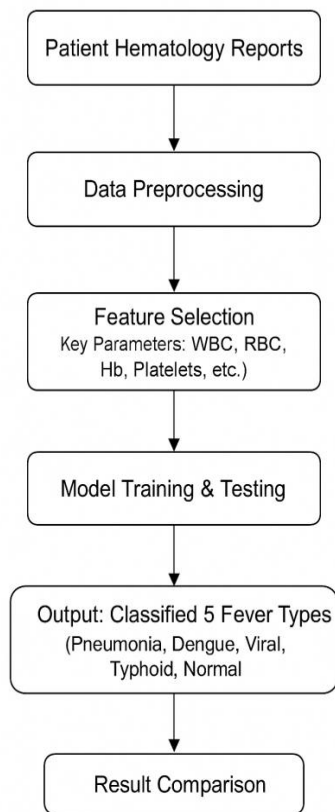 Patient Hematology Reports
Data Preprocessing
Feature Selection
Key Parameters: WBC, RBC,
Hb, Platelets, etc.)
Model Training & Testing
Output: Classified 5 Fever Types
(Pneumonia, Dengue, Viral,
Typhoid, Normal
Result Comparison